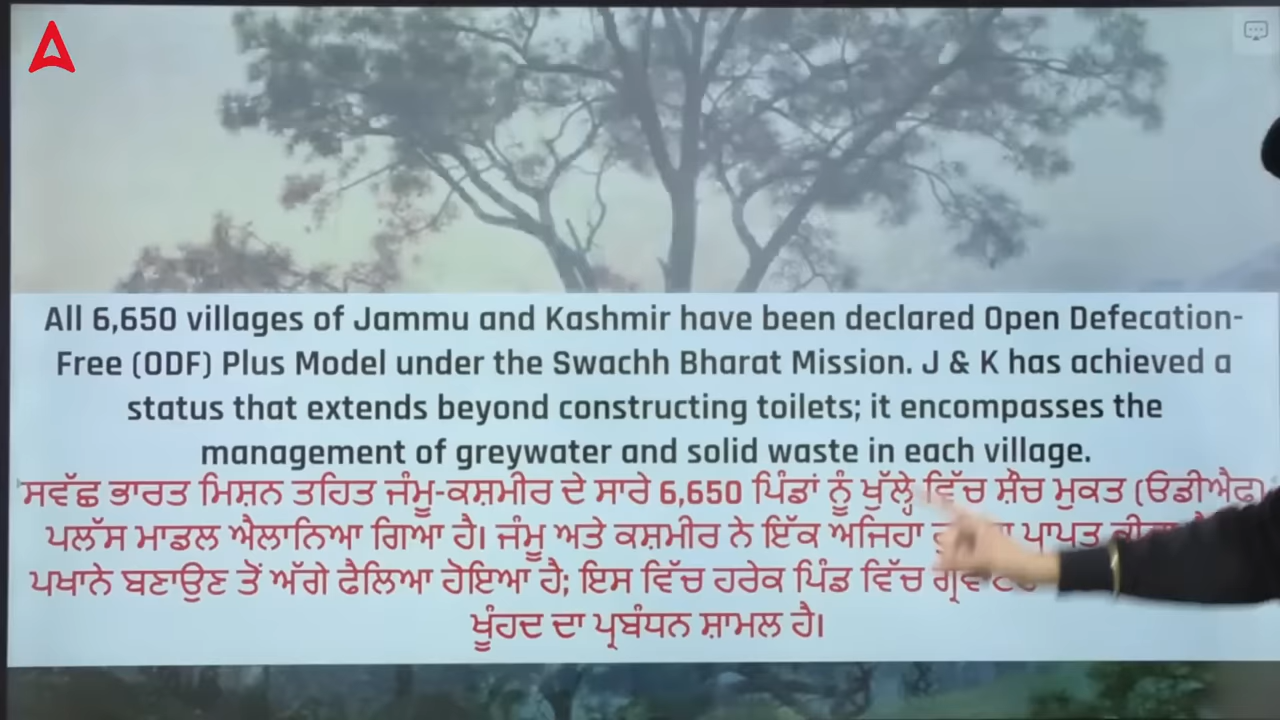 All 6,650 villages of Jammu and Kashmir have been declared Open Defecation-
Free (ODF) Plus Model under the Swachh Bharat Mission. J & K has achieved a
status that extends beyond constructing toilets; it encompasses the
management of greywater and solid waste in each village.
ਸਵੱਛ ਭਾਰਤ ਮਿਸ਼ਨ ਤਹਿਤ ਜੰਮੂ-ਕਸ਼ਮੀਰ ਦੇ ਸਾਰੇ 6,650 ਪਿੰਡਾਂ ਨੂੰ ਖੁੱਲ੍ਹੇ ਵਿੱਚ ਸ਼ੌਚ ਮੁਕਤ (ਓਡੀਐਫ)
ਪਲੱਸ ਮਾਡਲ ਐਲਾਨਿਆ ਗਿਆ ਹੈ। ਜੰਮੂ ਅਤੇ ਕਸ਼ਮੀਰ ਨੇ ਇੱਕ ਅਜਿਹਾ ਪ੍ਰਾਪਤ
ਪਖਾਨੇ ਬਣਾਉਣ ਤੋਂ ਅੱਗੇ ਫੈਲਿਆ ਹੋਇਆ ਹੈ; ਇਸ ਵਿੱਚ ਹਰੇਕ ਪਿੰਡ ਵਿੱਚ
ਖੂੰਹਦ ਦਾ ਪ੍ਰਬੰਧਨ ਸ਼ਾਮਲ ਹੈ।